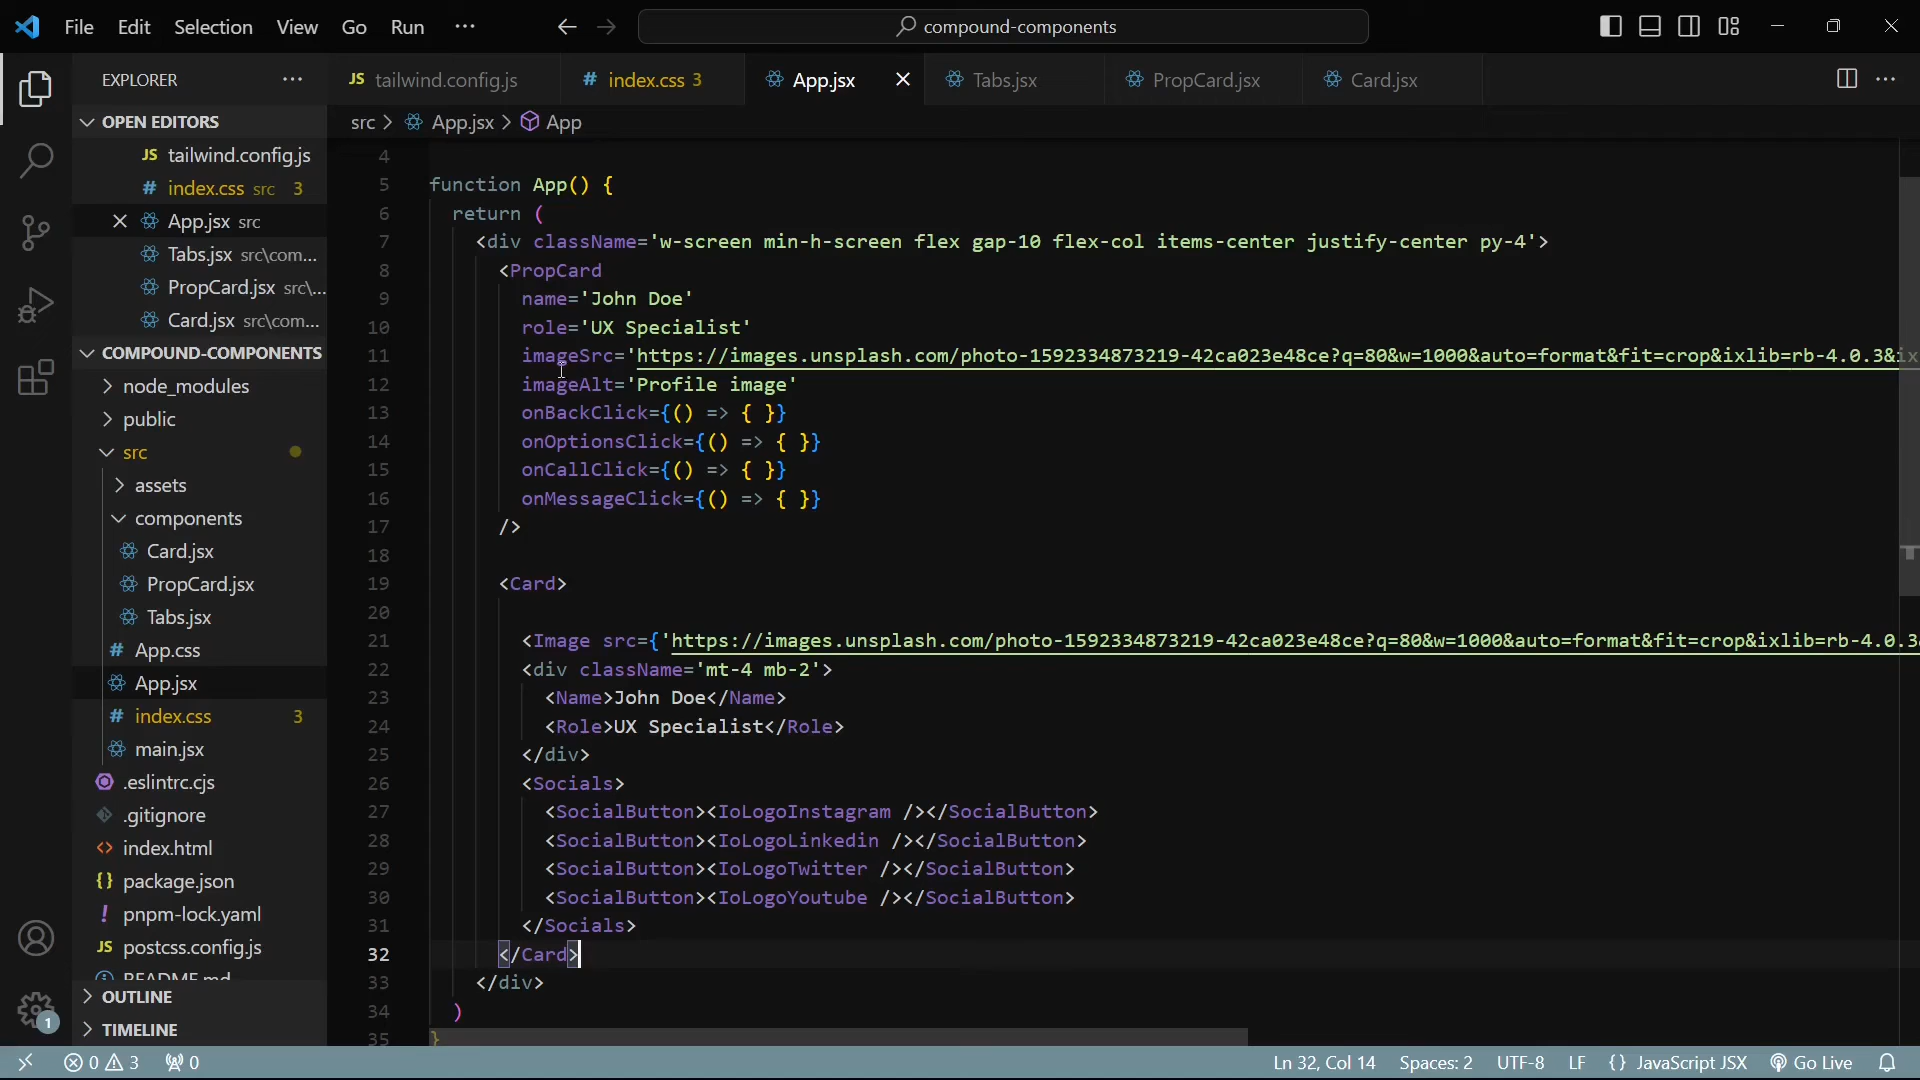 File Edit Selection View Go Run ···
compound-components
EXPLORER ···
OPEN EDITORS
JS tailwind.config.js
# index.css src 3
App.jsx src
Tabs.jsx src\com...
PropCard.jsx src\...
Card.jsx src\com...
COMPOUND-COMPONENTS
node_modules
public
src
assets
components
Card.jsx
PropCard.jsx
Tabs.jsx
# App.css
App.jsx
# index.css 3
main.jsx
.eslintrc.cjs
.gitignore
<> index.html
{} package.json
! pnpm-lock.yaml
JS postcss.config.js
README.md
OUTLINE
TIMELINE
1
JS tailwind.config.js # index.css 3 App.jsx Tabs.jsx PropCard.jsx Card.jsx ···
src > App.jsx > App
4
5 function App() {
6 return (
7 <div className='w-screen min-h-screen flex gap-10 flex-col items-center justify-center py-4'>
8 <PropCard
9 name='John Doe'
10 role='UX Specialist'
11 imageSrc='https://images.unsplash.com/photo-1592334873219-42ca023e48ce?q=80&w=1000&auto=format&fit=crop&ixlib=rb-4.0.3&ix
12 imageAlt='Profile image'
13 onBackClick={() => { }}
14 onOptionsClick={() => { }}
15 onCallClick={() => { }}
16 onMessageClick={() => { }}
17 />
18
19 <Card>
20
21 <Image src={'https://images.unsplash.com/photo-1592334873219-42ca023e48ce?q=80&w=1000&auto=format&fit=crop&ixlib=rb-4.0.3&
22 <div className='mt-4 mb-2'>
23 <Name>John Doe</Name>
24 <Role>UX Specialist</Role>
25 </div>
26 <Socials>
27 <SocialButton><IoLogoInstagram /></SocialButton>
28 <SocialButton><IoLogoLinkedin /></SocialButton>
29 <SocialButton><IoLogoTwitter /></SocialButton>
30 <SocialButton><IoLogoYoutube /></SocialButton>
31 </Socials>
32 </Card>
33 </div>
34 )
35 }
0 3 0 Ln 32, Col 14 Spaces: 2 UTF-8 LF {} JavaScript JSX Go Live